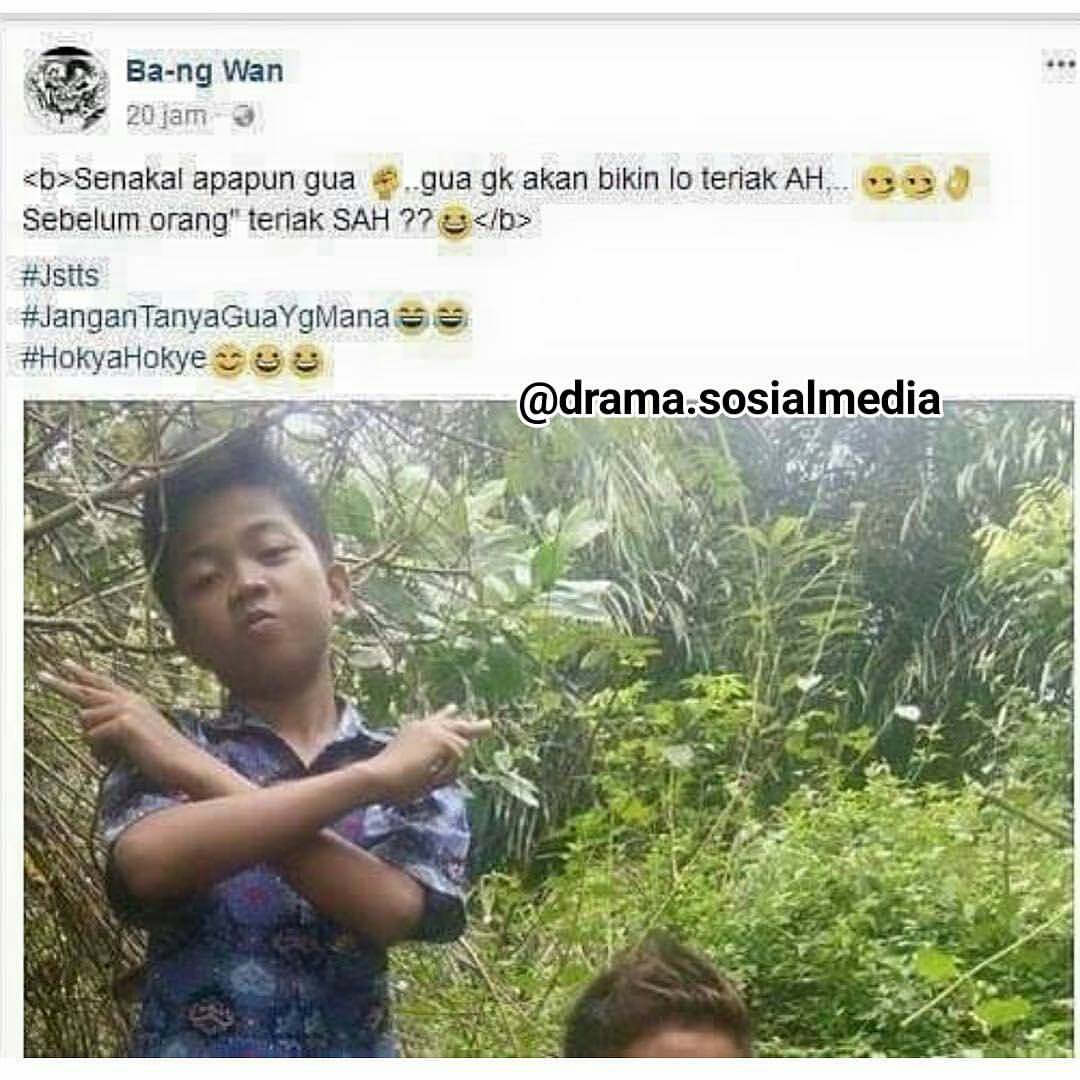 Ba-ng Wan
20 jam
<b>Senakal apapun gua ✊..gua gk akan bikin lo teriak AH,.. 😏😏👌
Sebelum orang" teriak SAH ??😃</b>
#Jstts
#JanganTanyaGuaYgMana😄😄
#HokyaHokye😊😃😃
@drama.sosialmedia